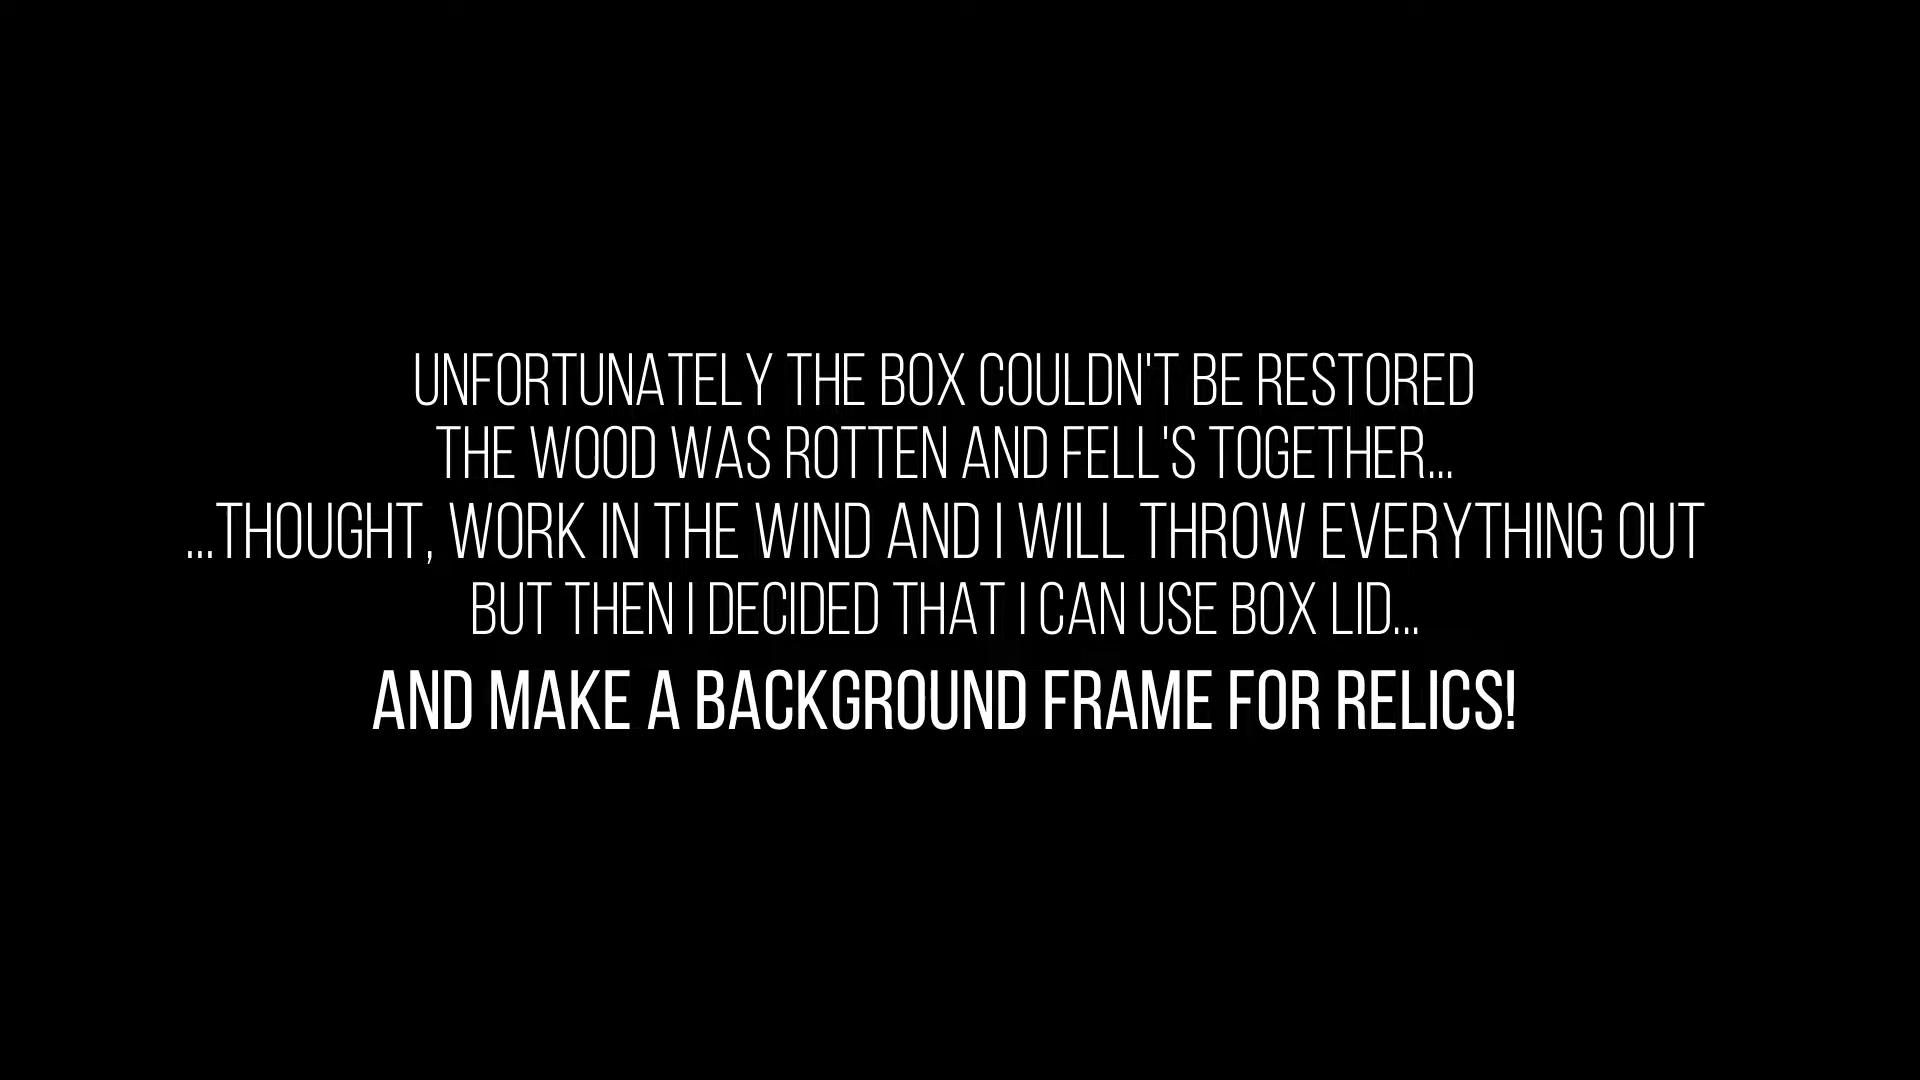 UNFORTUNATELY THE BOX COULDN'T BE RESTORED
THE WOOD WAS ROTTEN AND FELL'S TOGETHER...
...THOUGHT, WORK IN THE WIND AND I WILL THROW EVERYTHING OUT
BUT THEN I DECIDED THAT I CAN USE BOX LID...
AND MAKE A BACKGROUND FRAME FOR RELICS!